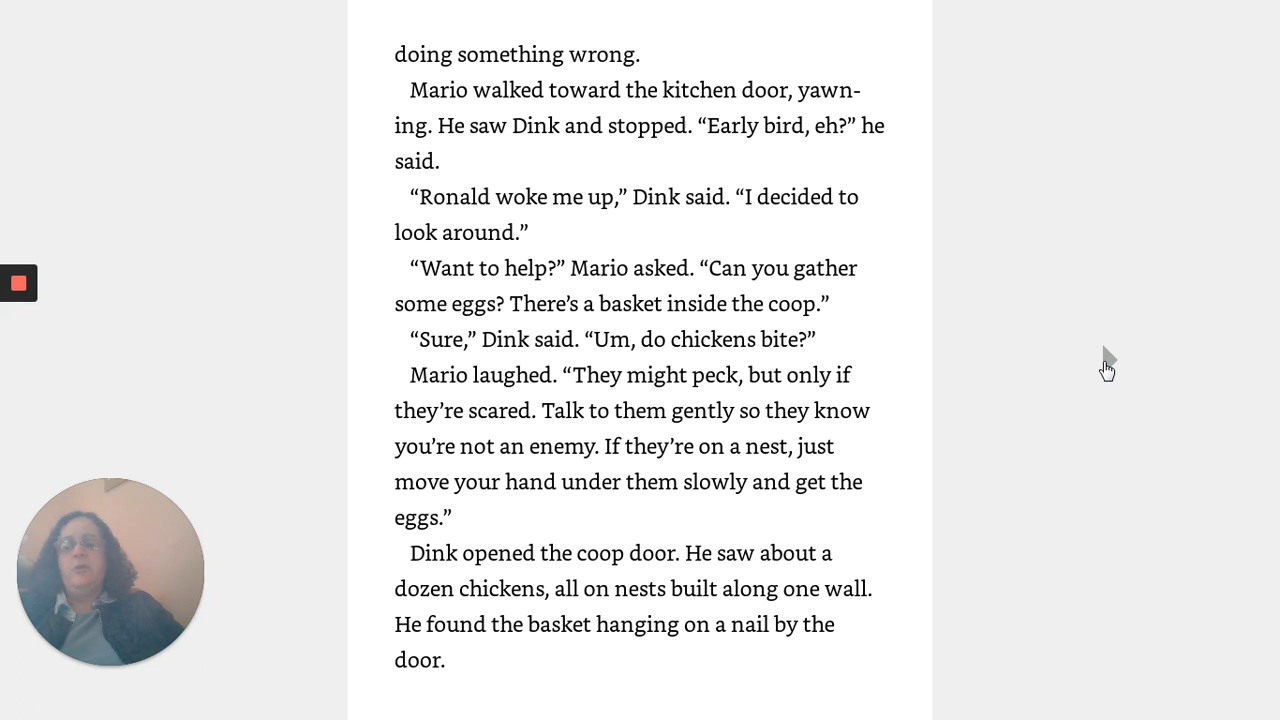 doing something wrong.
Mario walked toward the kitchen door, yawn-
ing. He saw Dink and stopped. “Early bird, eh?” he
said.
“Ronald woke me up,” Dink said. “I decided to
look around.”
“Want to help?” Mario asked. “Can you gather
some eggs? There’s a basket inside the coop.”
“Sure,” Dink said. “Um, do chickens bite?”
Mario laughed. “They might peck, but only if
they’re scared. Talk to them gently so they know
you’re not an enemy. If they’re on a nest, just
move your hand under them slowly and get the
eggs.”
Dink opened the coop door. He saw about a
dozen chickens, all on nests built along one wall.
He found the basket hanging on a nail by the
door.